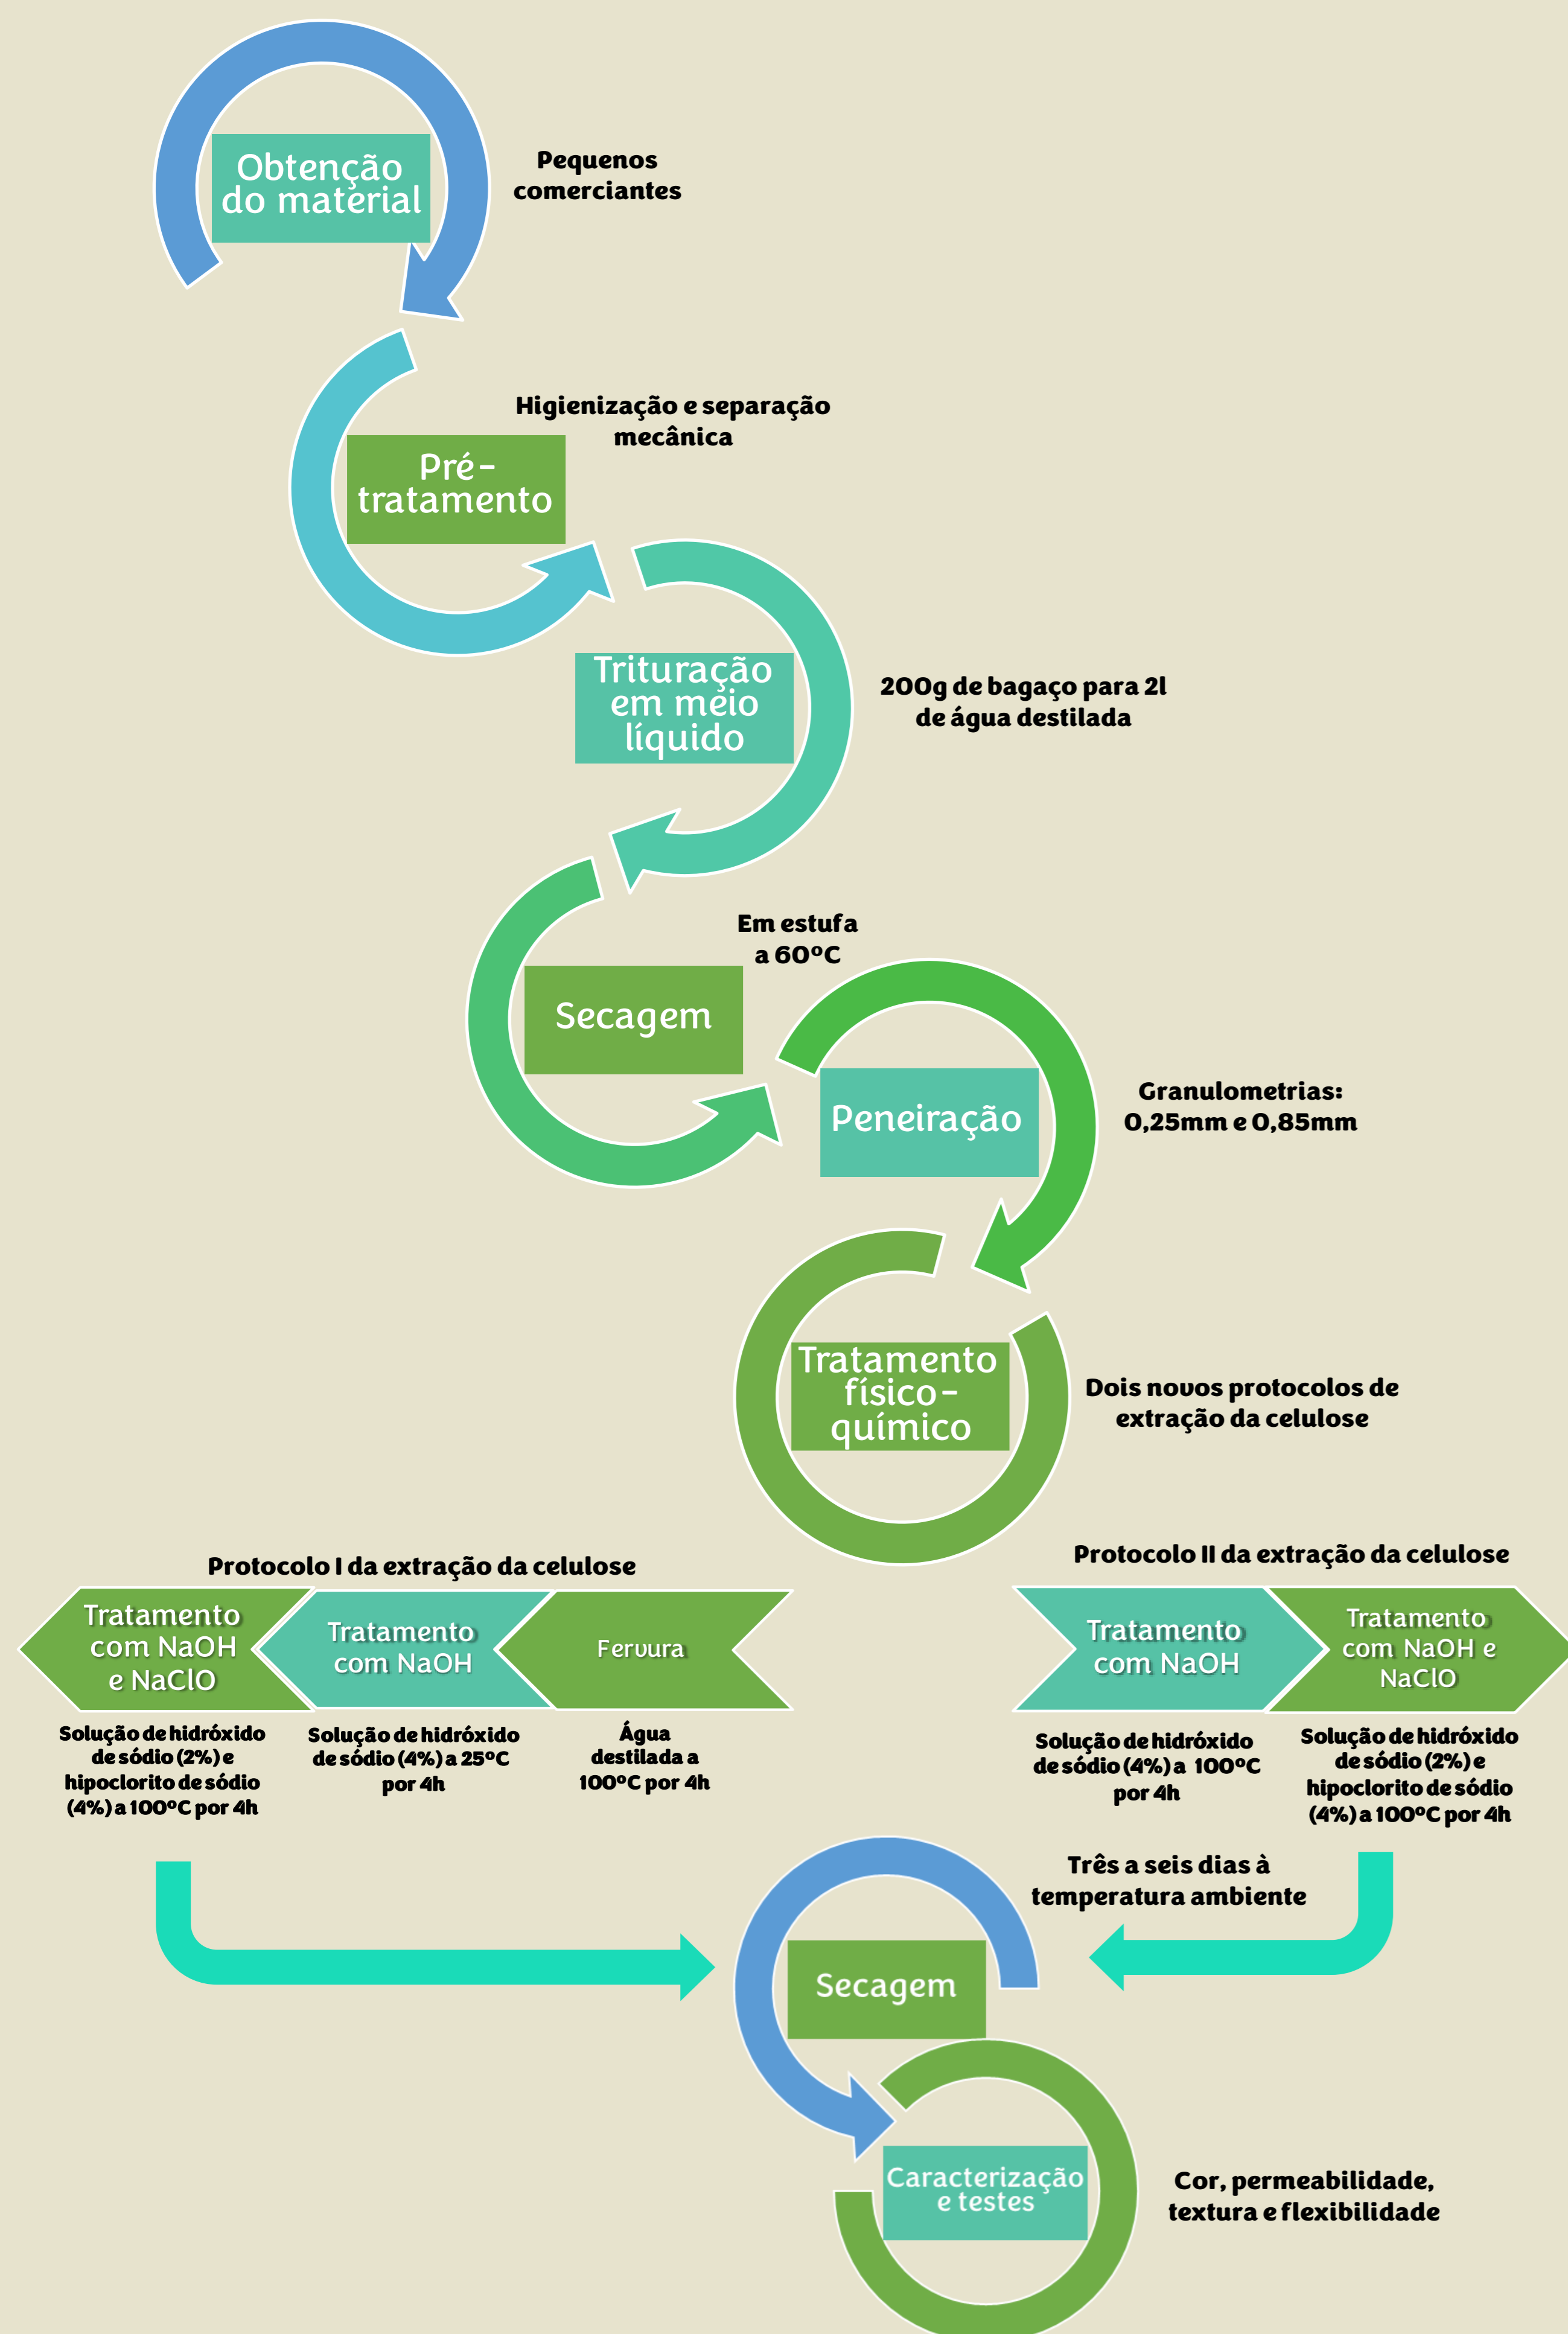 Obtenção
do material
Pequenos
comerciantes
Higienização e separação
mecânica
Pré-
tratamento
Trituração
em meio
líquido
200g de bagaço para 2l
de água destilada
Em estufa
a 60ºC
Secagem
Peneiração
Granulometrias:
0,25mm e 0,85mm
Tratamento
físico-
químico
Dois novos protocolos de
extração da celulose
Protocolo I da extração da celulose
Tratamento
com NaOH
e NaClO
Tratamento
com NaOH
Fervura
Solução de hidróxido
de sódio (2%) e
hipoclorito de sódio
(4%) a 100ºC por 4h
Solução de hidróxido
de sódio (4%) a 25ºC
por 4h
Água
destilada a
100ºC por 4h
Protocolo II da extração da celulose
Tratamento
com NaOH
Tratamento
com NaOH e
NaClO
Solução de hidróxido
de sódio (4%) a 100ºC
por 4h
Solução de hidróxido
de sódio (2%) e
hipoclorito de sódio
(4%) a 100ºC por 4h
Três a seis dias à
temperatura ambiente
Secagem
Caracterização
e testes
Cor, permeabilidade,
textura e flexibilidade